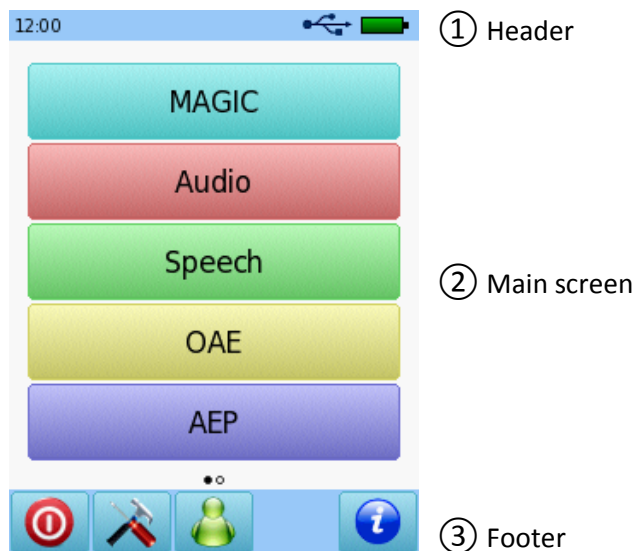 12:00
① Header
MAGIC
Audio
Speech
② Main screen
OAE
AEP
③ Footer